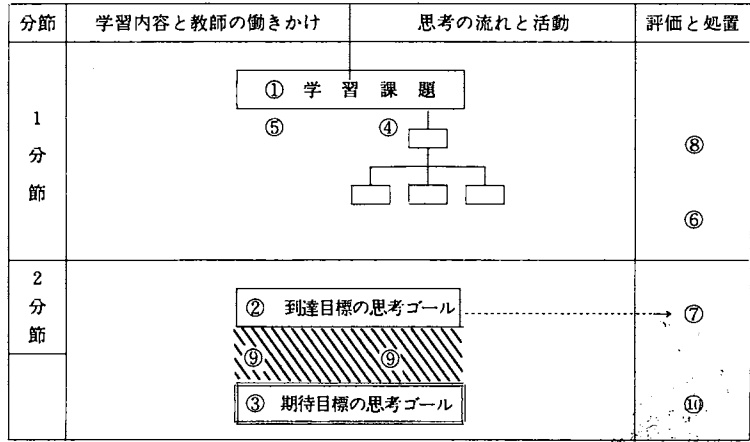 分節 学習内容と教師の働きかけ 思考の流れと活動 評価と処置
① 学習課題
⑤ ④
1分節
⑧
⑥
2分節
② 到達目標の思考ゴール ⑦
⑨ ⑨
③ 期待目標の思考ゴール ⑩